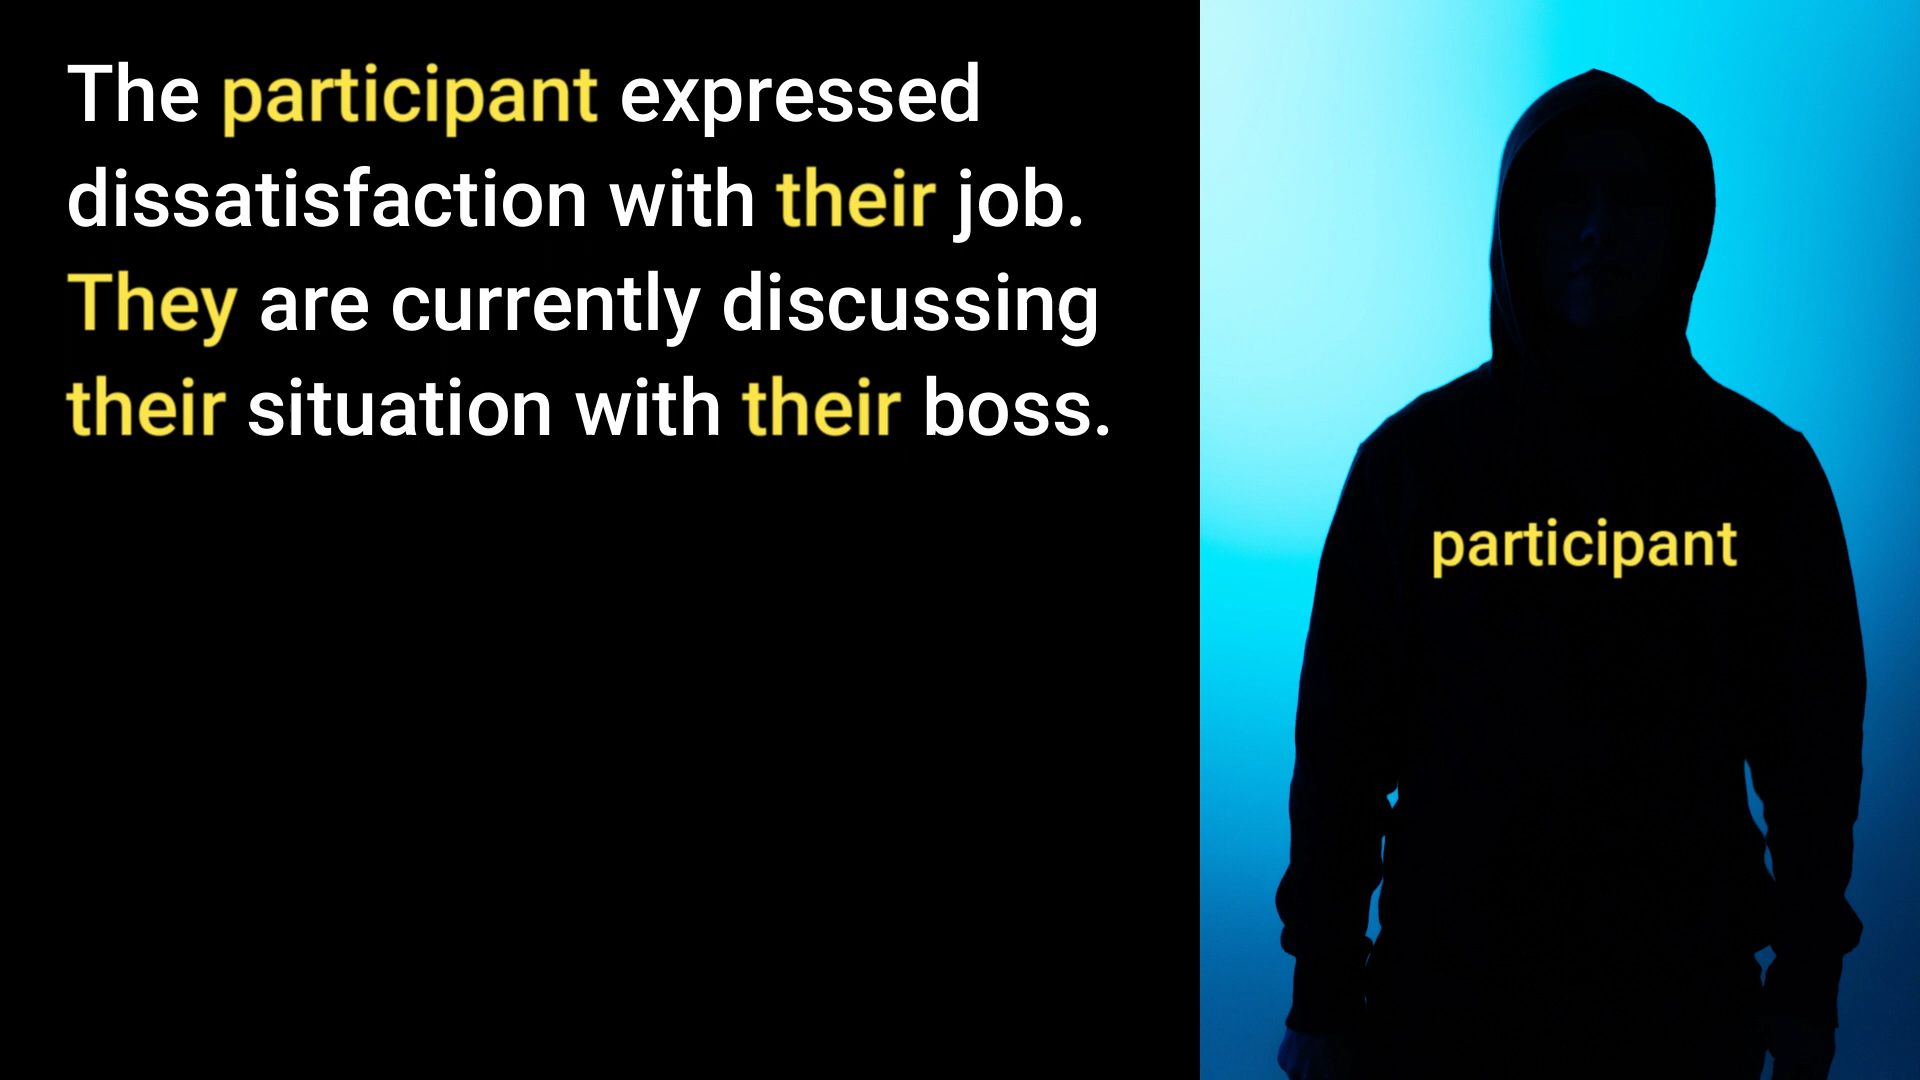 The participant expressed
dissatisfaction with their job.
They are currently discussing
their situation with their boss.
participant